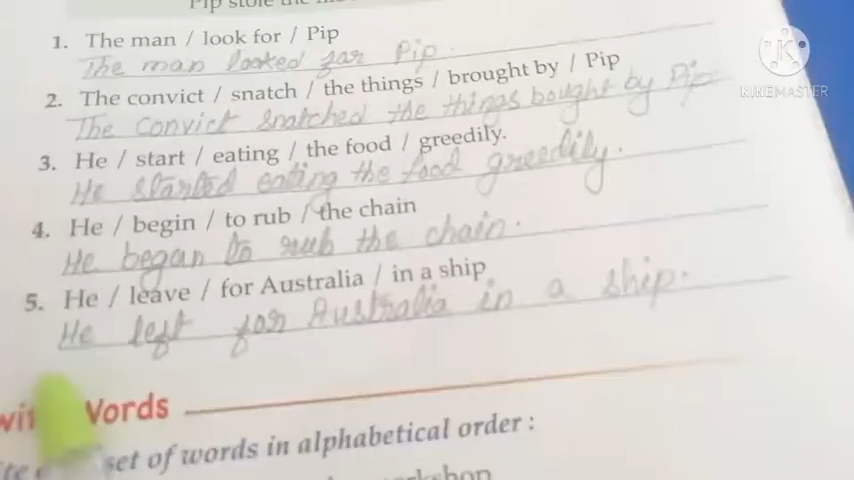 Pip stole the
1. The man / look for / Pip
The man looked for Pip.
KINEMASTER
2. The convict / snatch / the things / brought by / Pip
The convict snatched the things bought by Pip
3. He / start / eating / the food / greedily.
He started eating the food greedily.
4. He / begin / to rub / the chain
He began to rub the chain.
5. He / leave / for Australia / in a ship
He left for Australia in a ship.
Words
set of words in alphabetical order :